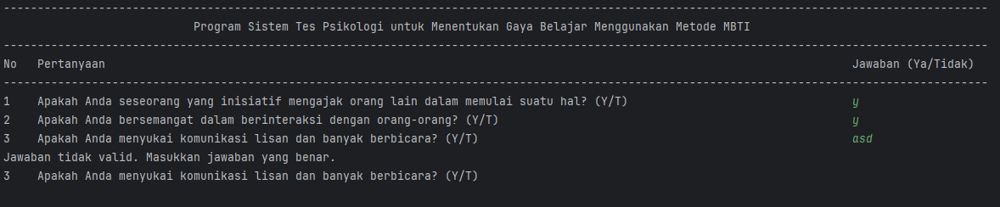 -------------------------------------------------------------------------------------------------------------------------------------------------
Program Sistem Tes Psikologi untuk Menentukan Gaya Belajar Menggunakan Metode MBTI
-------------------------------------------------------------------------------------------------------------------------------------------------
No Pertanyaan Jawaban (Ya/Tidak)
-------------------------------------------------------------------------------------------------------------------------------------------------
1 Apakah Anda seseorang yang inisiatif mengajak orang lain dalam memulai suatu hal? (Y/T) y
2 Apakah Anda bersemangat dalam berinteraksi dengan orang-orang? (Y/T) y
3 Apakah Anda menyukai komunikasi lisan dan banyak berbicara? (Y/T) asd
Jawaban tidak valid. Masukkan jawaban yang benar.
3 Apakah Anda menyukai komunikasi lisan dan banyak berbicara? (Y/T)